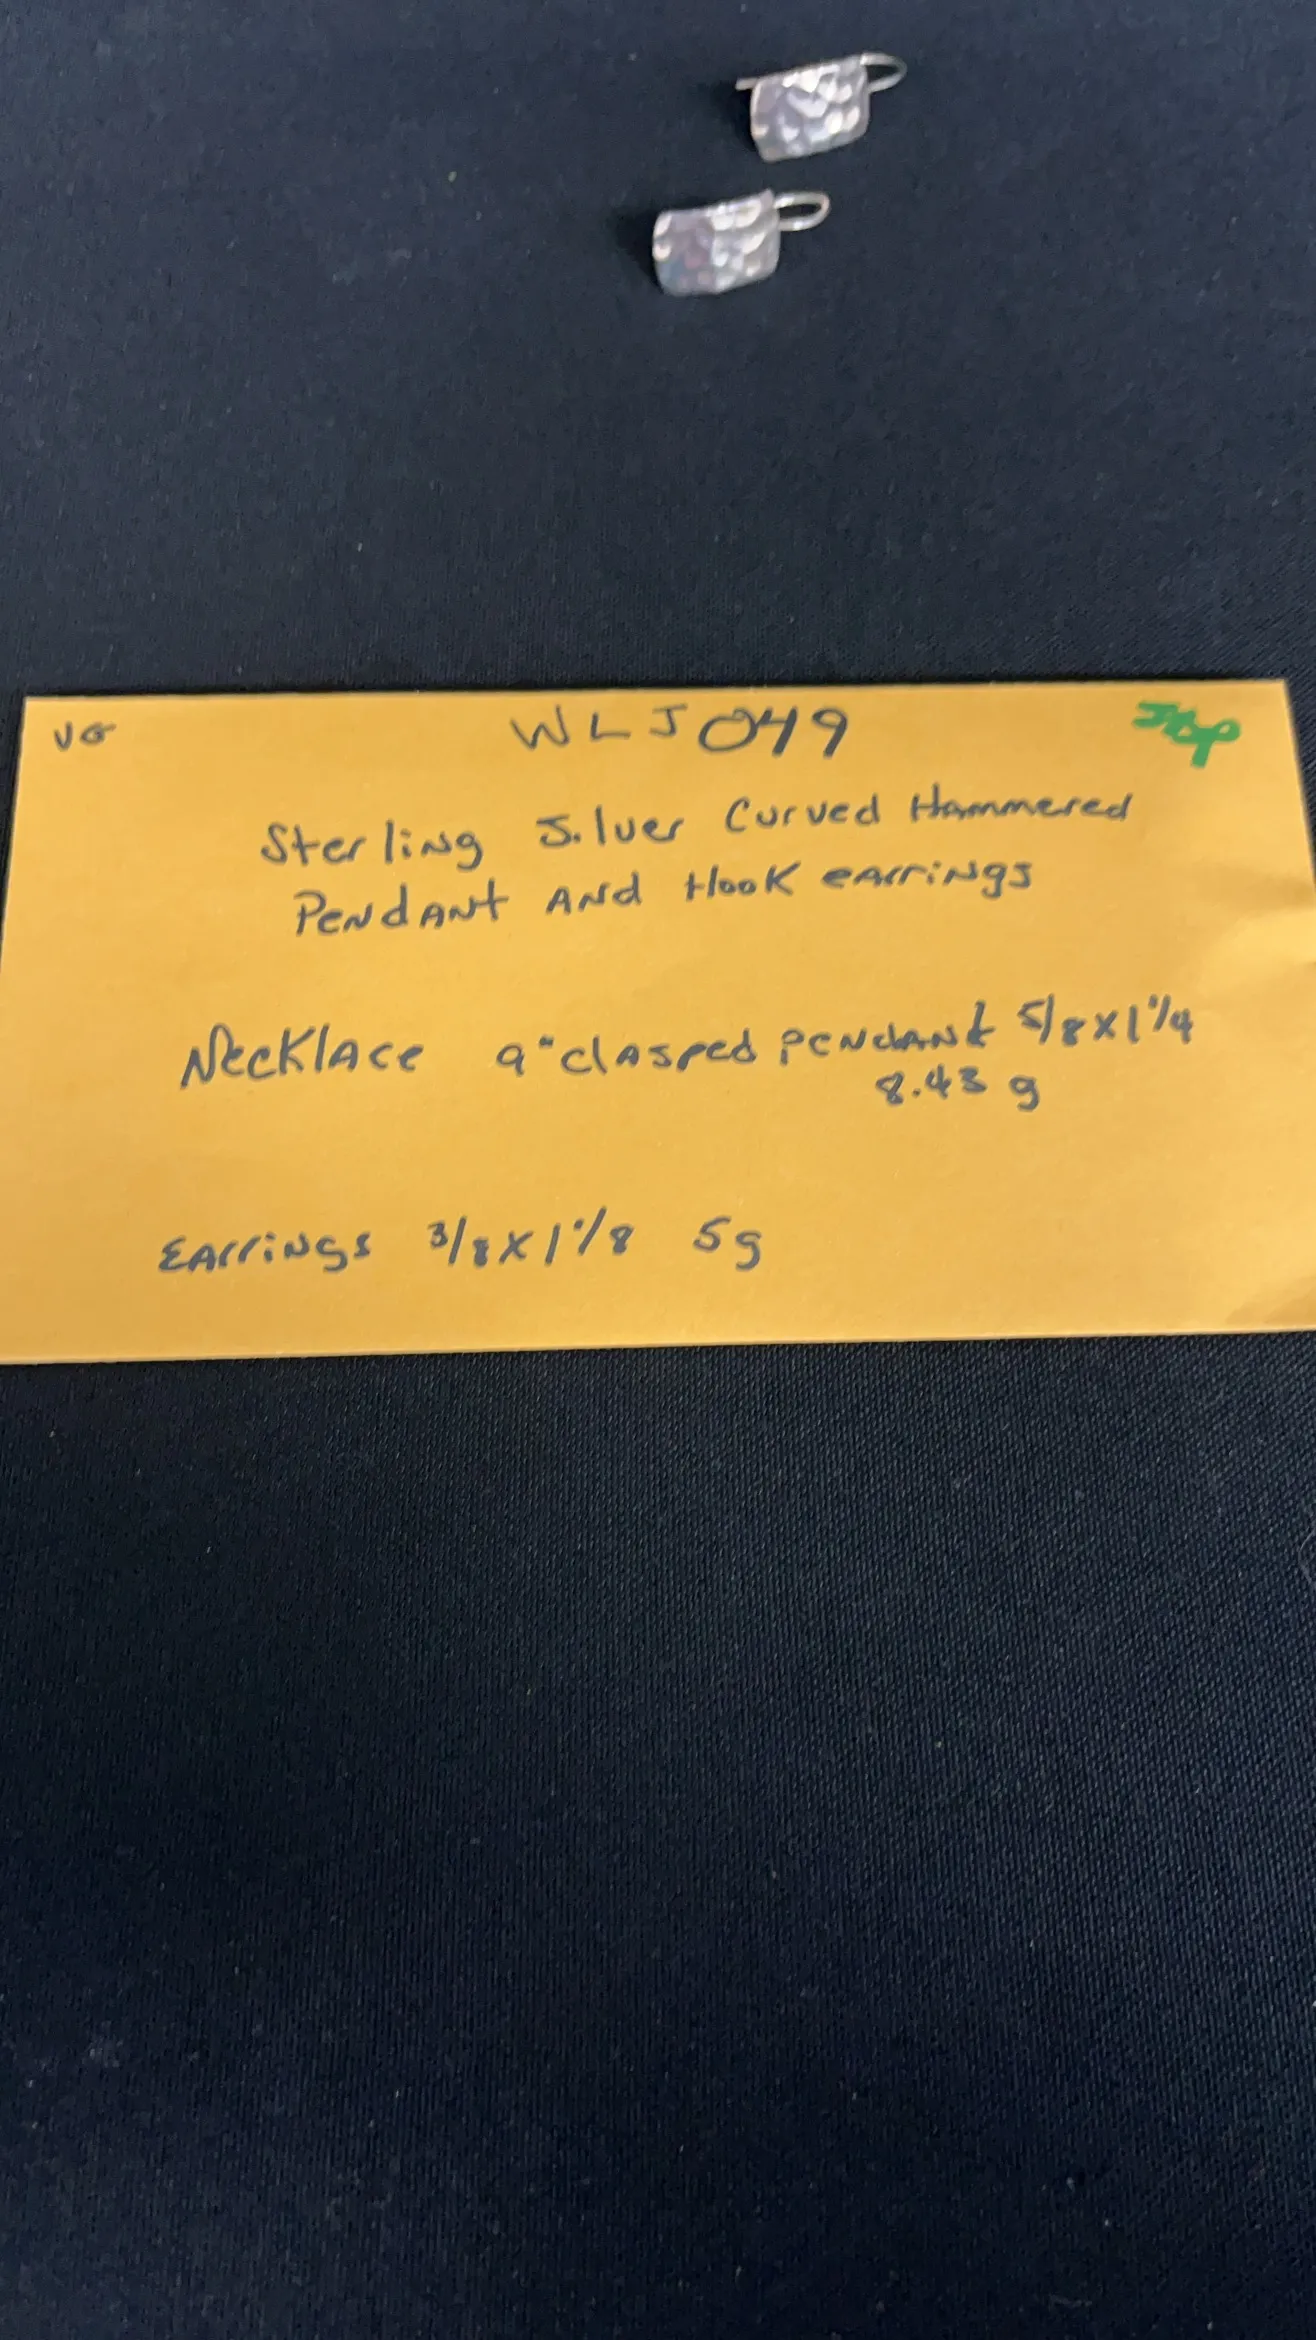 VG WLJ049
Sterling Silver Curved Hammered
Pendant And Hook earrings
Necklace 9" clasped pendant 5/8x1 1/4
8.43 g
Earrings 3/8x1 1/8 5g